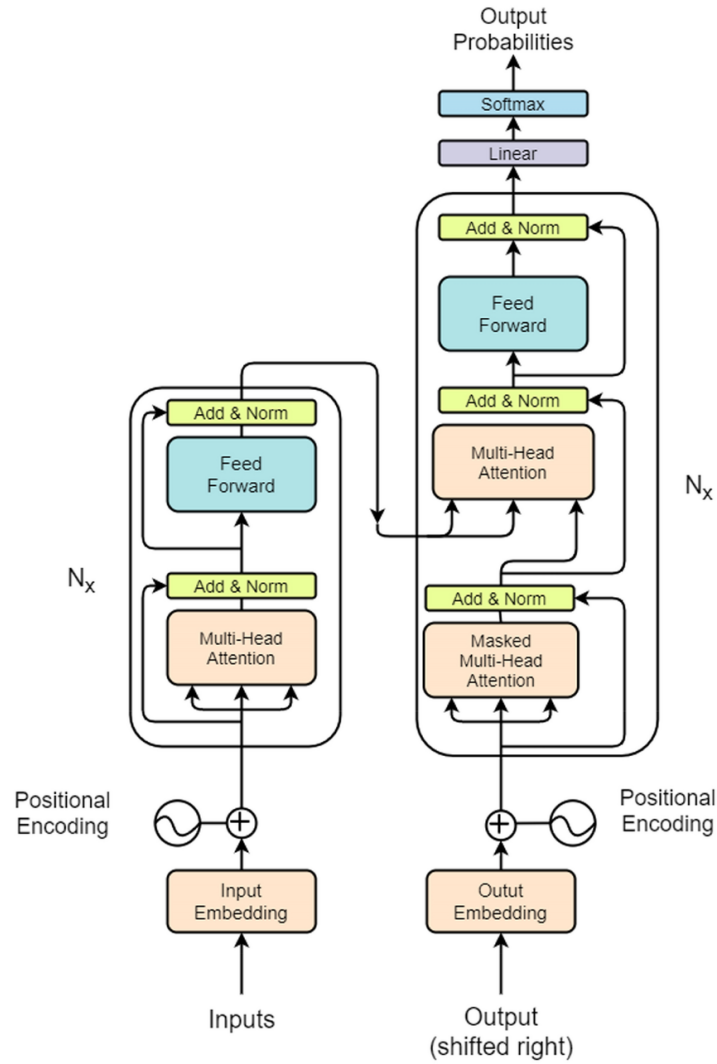 Output
Probabilities
Softmax
Linear
Add & Norm
Feed
Forward
Add & Norm
Multi-Head
Attention
Nx
Add & Norm
Masked
Multi-Head
Attention
Add & Norm
Feed
Forward
Nx
Add & Norm
Multi-Head
Attention
Positional
Encoding
Positional
Encoding
Input
Embedding
Outut
Embedding
Inputs
Output
(shifted right)